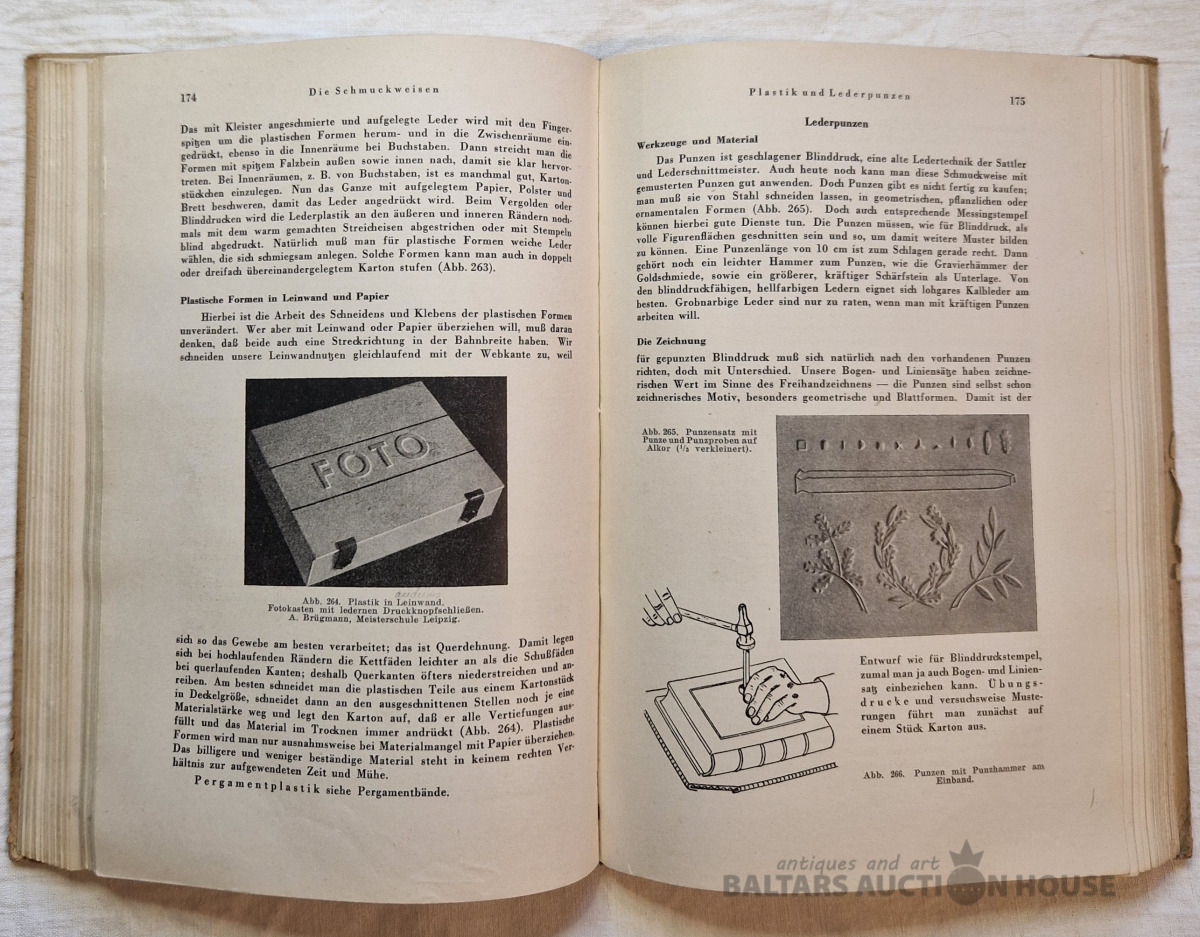 174
Die Schmuckweisen
Das mit Kleister angeschmierte und aufgelegte Leder wird mit den Finger-
spitzen um die plastischen Formen herum- und in die Zwischenräume ein-
gedrückt, ebenso in die Innenräume bei Buchstaben. Dann streicht man die
Formen mit spitzem Falzbein außen sowie innen nach, damit sie klar hervor-
treten. Bei Innenräumen, z. B. von Buchstaben, ist es manchmal gut, Karton-
stückchen einzulegen. Nun das Ganze mit aufgelegtem Papier, Polster und
Brett beschweren, damit das Leder angedrückt wird. Beim Vergolden oder
Blinddrucken wird die Lederplastik an den äußeren und inneren Rändern noch-
mals mit dem warm gemachten Streicheisen abgestrichen oder mit Stempeln
blind abgedruckt. Natürlich muß man für plastische Formen weiche Leder
wählen, die sich schmiegsam anlegen. Solche Formen kann man auch in doppelt
oder dreifach übereinandergelegtem Karton stufen (Abb. 263).
Plastische Formen in Leinwand und Papier
Hierbei ist die Arbeit des Schneidens und Klebens der plastischen Formen
unverändert. Wer aber mit Leinwand oder Papier überziehen will, muß daran
denken, daß beide auch eine Streckrichtung in der Bahnbreite haben. Wir
schneiden unsere Leinwandnutzen gleichlaufend mit der Webkante zu, weil
FOTO
Abb. 264. Plastik in Leinwand.
Fotokasten mit ledernen Druckknopfschließen.
A. Brügmann, Meisterschule Leipzig.
sich so das Gewebe am besten verarbeitet; das ist Querdehnung. Damit legen
sich bei hochlaufenden Rändern die Kettfäden leichter an als die Schußfäden
bei querlaufenden Kanten; deshalb Querkanten öfters niederstreichen und an-
reiben. Am besten schneidet man die plastischen Teile aus einem Kartonstück
in Deckelgröße, schneidet dann an den ausgeschnittenen Stellen noch je eine
Materialstärke weg und legt den Karton auf, daß er alle Vertiefungen aus-
füllt und das Material im Trocknen immer andrückt (Abb. 264). Plastische
Formen wird man nur ausnahmsweise bei Materialmangel mit Papier überziehen.
Das billigere und weniger beständige Material steht in keinem rechten Ver-
hältnis zur aufgewendeten Zeit und Mühe.
Pergamentplastik siehe Pergamentbände.
Plastik und Lederpunzen
175
Lederpunzen
Werkzeuge und Material
Das Punzen ist geschlagener Blinddruck, eine alte Ledertechnik der Sattler
und Lederschnittmeister. Auch heute noch kann man diese Schmuckweise mit
gemusterten Punzen gut anwenden. Doch Punzen gibt es nicht fertig zu kaufen;
man muß sie von Stahl schneiden lassen, in geometrischen, pflanzlichen oder
ornamentalen Formen (Abb. 265). Doch auch entsprechende Messingstempel
können hierbei gute Dienste tun. Die Punzen müssen, wie für Blinddruck, als
volle Figurenflächen geschnitten sein und so, um damit weitere Muster bilden
zu können. Eine Punzenlänge von 10 cm ist zum Schlagen gerade recht. Dann
gehört noch ein leichter Hammer zum Punzen, wie die Gravierhämmer der
Goldschmiede, sowie ein größerer, kräftiger Schärfstein als Unterlage. Von
den blinddruckfähigen, hellfarbigen Ledern eignet sich lohgares Kalbleder am
besten. Grobnarbige Leder sind nur zu raten, wenn man mit kräftigen Punzen
arbeiten will.
Die Zeichnung
für gepunzten Blinddruck muß sich natürlich nach den vorhandenen Punzen
richten, doch mit Unterschied. Unsere Bogen- und Liniensätze haben zeichne-
rischen Wert im Sinne des Freihandzeichnens — die Punzen sind selbst schon
zeichnerisches Motiv, besonders geometrische und Blattformen. Damit ist der
Abb. 265. Punzensatz mit
Punze und Punzproben auf
Alkor (¹/₃ verkleinert).
Entwurf wie für Blinddruckstempel,
zumal man ja auch Bogen- und Linien-
satz einbeziehen kann. Übungs-
drucke und versuchsweise Muste-
rungen führt man zunächst auf
einem Stück Karton aus.
Abb. 266. Punzen mit Punzhammer am
Einband.
antiques and art
BALTARS AUCTION HOUSE